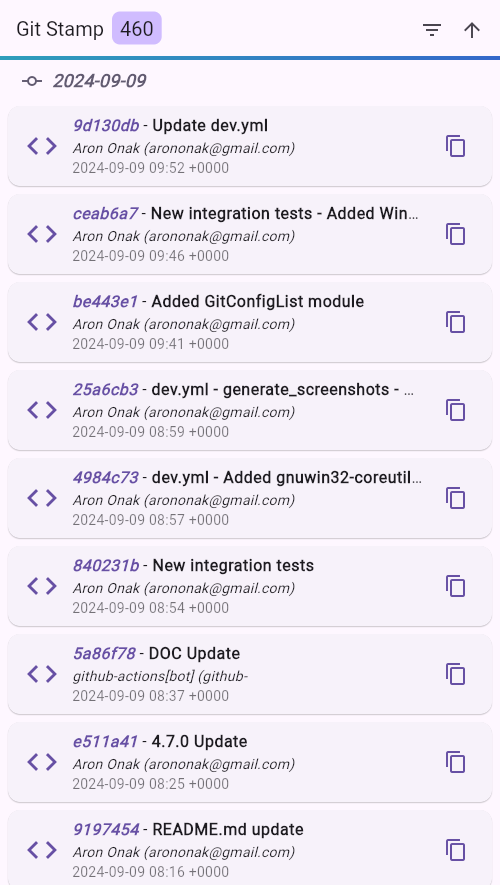 Git Stamp 460
2024-09-09
9d130db - Update dev.yml
Aron Onak (arononak@gmail.com)
2024-09-09 09:52 +0000
ceab6a7 - New integration tests - Added Win…
Aron Onak (arononak@gmail.com)
2024-09-09 09:46 +0000
be443e1 - Added GitConfigList module
Aron Onak (arononak@gmail.com)
2024-09-09 09:41 +0000
25a6cb3 - dev.yml - generate_screenshots - …
Aron Onak (arononak@gmail.com)
2024-09-09 08:59 +0000
4984c73 - dev.yml - Added gnuwin32-coreutil…
Aron Onak (arononak@gmail.com)
2024-09-09 08:57 +0000
840231b - New integration tests
Aron Onak (arononak@gmail.com)
2024-09-09 08:54 +0000
5a86f78 - DOC Update
github-actions[bot] (github-
2024-09-09 08:37 +0000
e511a41 - 4.7.0 Update
Aron Onak (arononak@gmail.com)
2024-09-09 08:25 +0000
9197454 - README.md update
Aron Onak (arononak@gmail.com)
2024-09-09 08:16 +0000